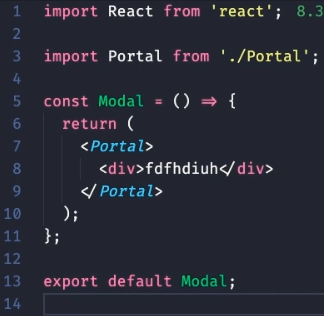 1 import React from 'react'; 8.3
2
3 import Portal from './Portal';
4
5 const Modal = () => {
6 return (
7 <Portal>
8 <div>fdfhdiuh</div>
9 </Portal>
10 );
11 };
12
13 export default Modal;
14